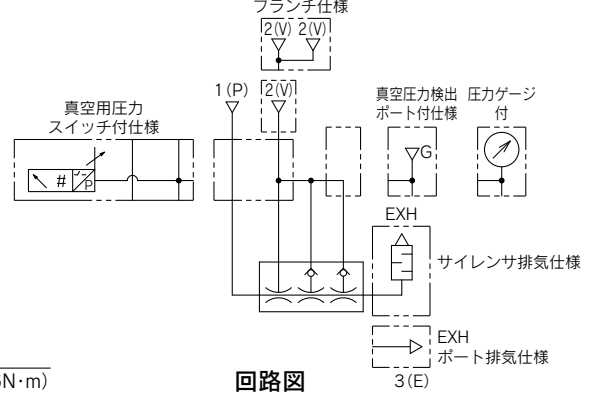 フランチ仕様
2(V) 2(V)
1(P) 2(V)
真空用圧力
スイッチ付仕様
真空圧力検出
ポート付仕様
圧力ゲージ
付
G
# P
EXH
サイレンサ排気仕様
EXH
ポート排気仕様
3(E)
N·m)
回路図